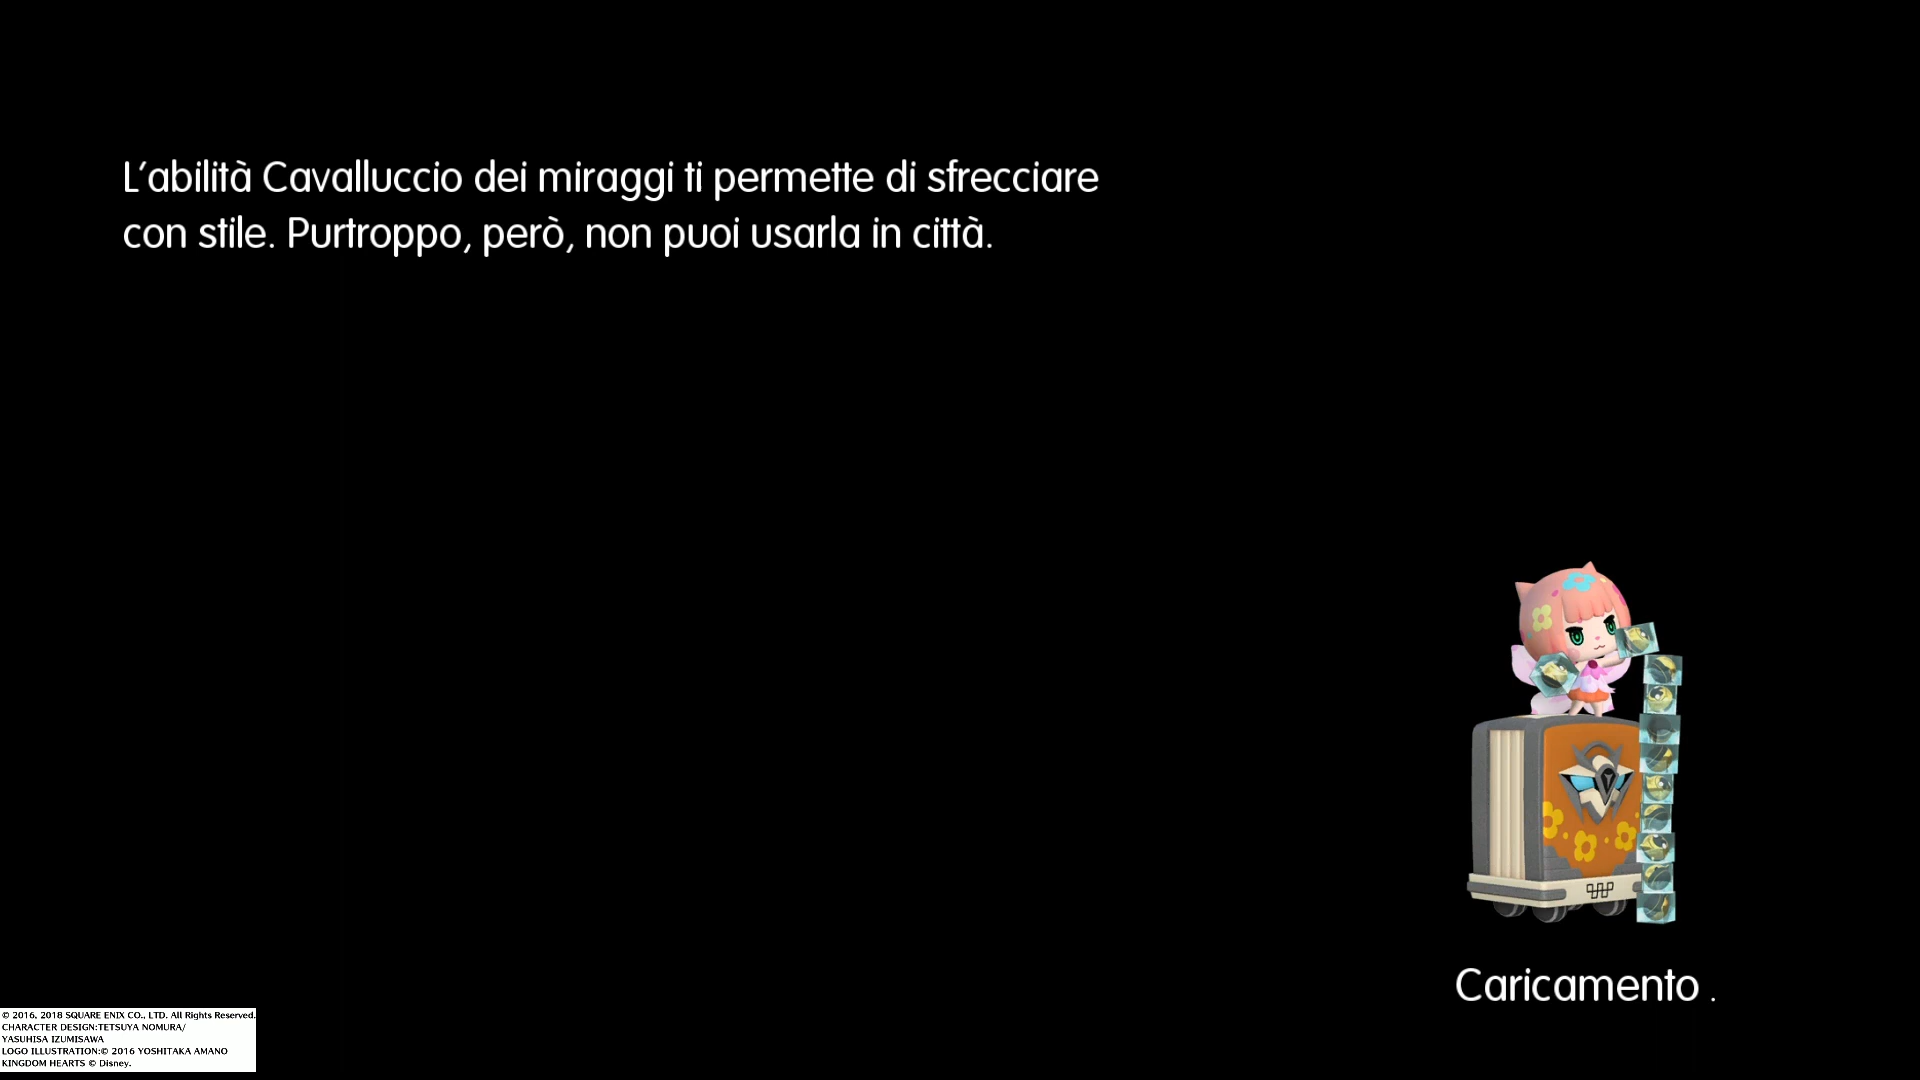 L'abilità Cavalluccio dei miraggi ti permette di sfrecciare
con stile. Purtroppo, però, non puoi usarla in città.
Caricamento .
© 2016, 2018 SQUARE ENIX CO., LTD. All Rights Reserved.
CHARACTER DESIGN:TETSUYA NOMURA/
YASUHISA IZUMISAWA
LOGO ILLUSTRATION:© 2016 YOSHITAKA AMANO
KINGDOM HEARTS © Disney.